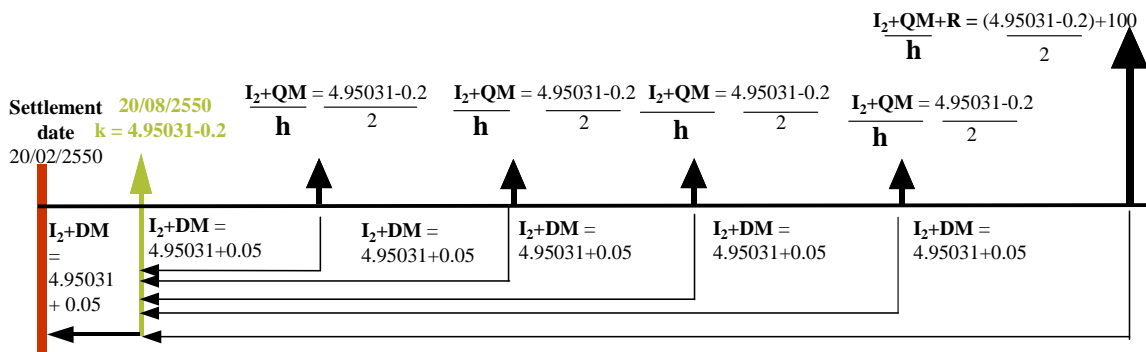 I₂+QM+R = (4.95031-0.2)+100
h 2
Settlement
date
20/02/2550
20/08/2550
k = 4.95031-0.2
I₂+QM = 4.95031-0.2
h 2
I₂+QM = 4.95031-0.2
h 2
I₂+QM = 4.95031-0.2
h 2
I₂+QM = 4.95031-0.2
h 2
I₂+DM
=
4.95031
+ 0.05
I₂+DM =
4.95031+0.05
I₂+DM =
4.95031+0.05
I₂+DM =
4.95031+0.05
I₂+DM =
4.95031+0.05
I₂+DM =
4.95031+0.05